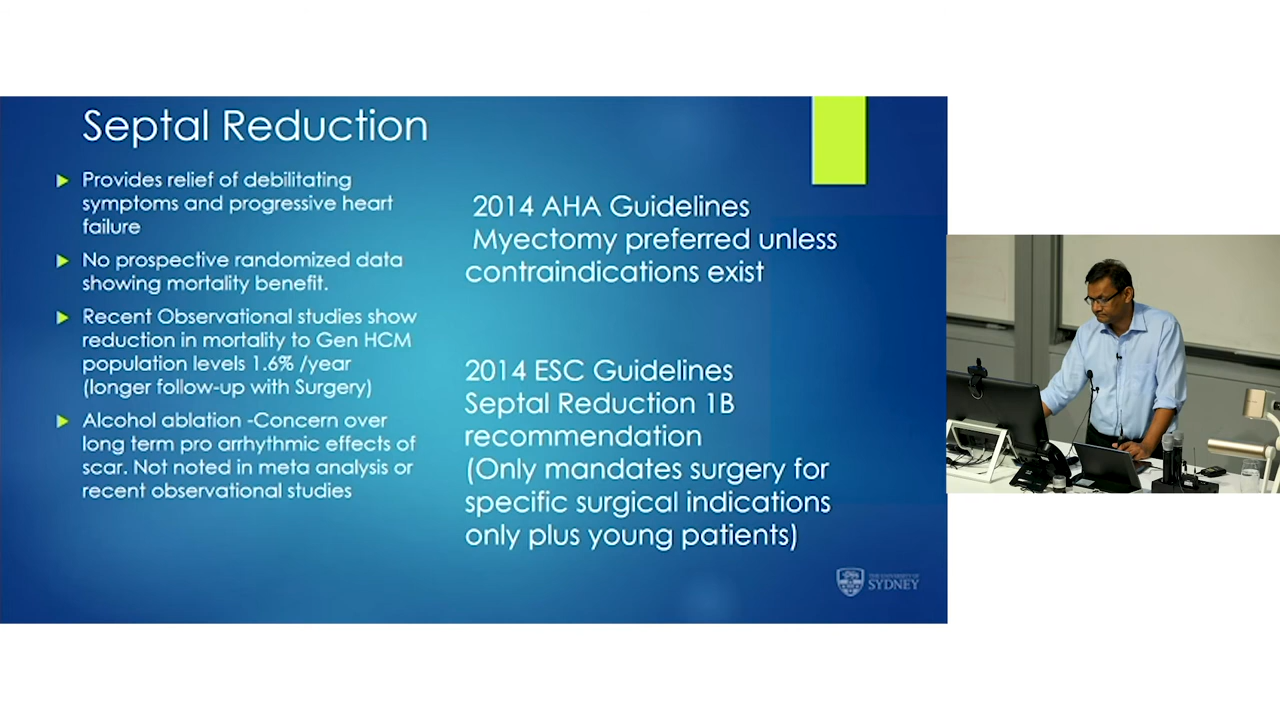 Septal Reduction
Provides relief of debilitating
symptoms and progressive heart
failure
No prospective randomized data
showing mortality benefit.
Recent Observational studies show
reduction in mortality to Gen HCM
population levels 1.6% /year
(longer follow-up with Surgery)
Alcohol ablation -Concern over
long term pro arrhythmic effects of
scar. Not noted in meta analysis or
recent observational studies
2014 AHA Guidelines
Myectomy preferred unless
contraindications exist
2014 ESC Guidelines
Septal Reduction 1B
recommendation
(Only mandates surgery for
specific surgical indications
only plus young patients)
THE UNIVERSITY OF
SYDNEY